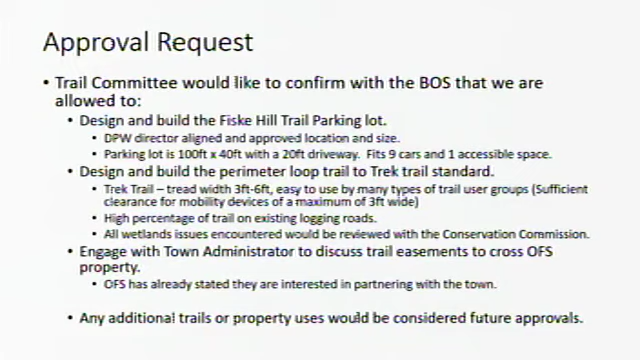 Approval Request
• Trail Committee would like to confirm with the BOS that we are
allowed to:
• Design and build the Fiske Hill Trail Parking lot.
• DPW director aligned and approved location and size.
• Parking lot is 100ft x 40ft with a 20ft driveway. Fits 9 cars and 1 accessible space.
• Design and build the perimeter loop trail to Trek trail standard.
• Trek Trail – tread width 3ft-6ft, easy to use by many types of trail user groups (Sufficient
clearance for mobility devices of a maximum of 3ft wide)
• High percentage of trail on existing logging roads.
• All wetlands issues encountered would be reviewed with the Conservation Commission.
• Engage with Town Administrator to discuss trail easements to cross OFS
property.
• OFS has already stated they are interested in partnering with the town.
• Any additional trails or property uses would be considered future approvals.